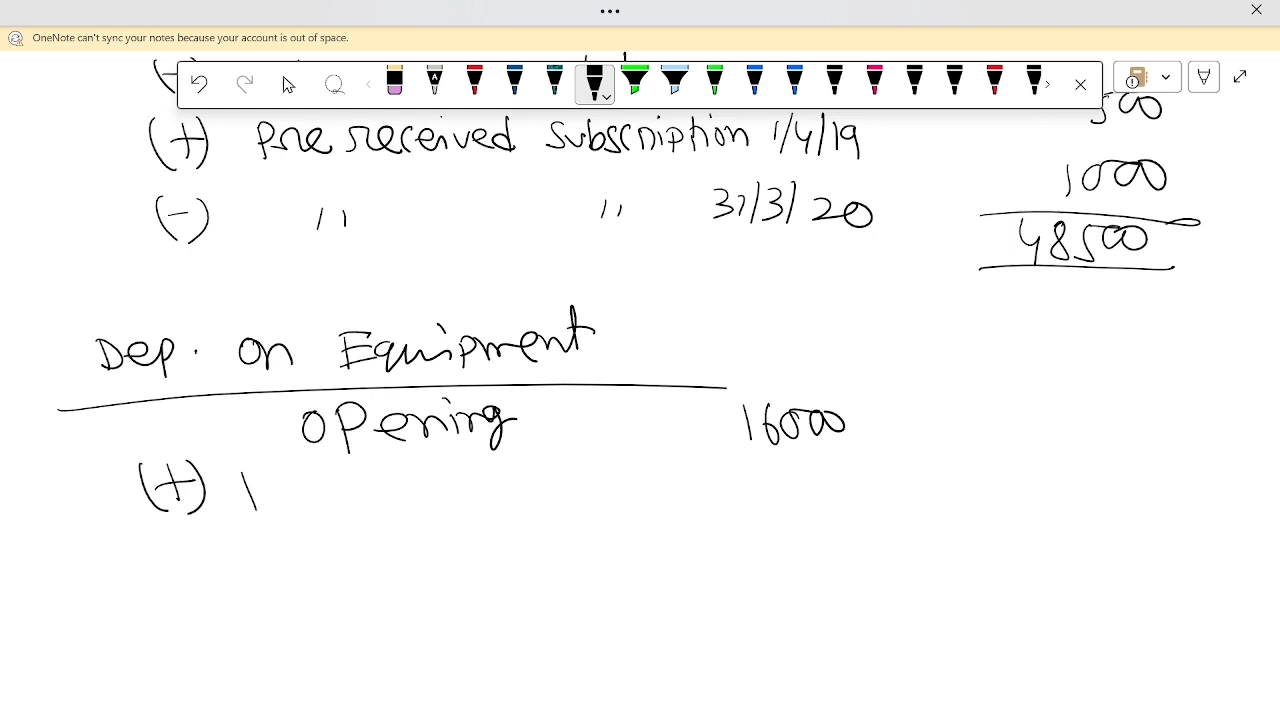 OneNote can't sync your notes because your account is out of space.
(+) Pre received subscription 1/4/19
1000
(-) " " 31/3/20
48500
Dep. on Equipment
Opening 16000
(+)